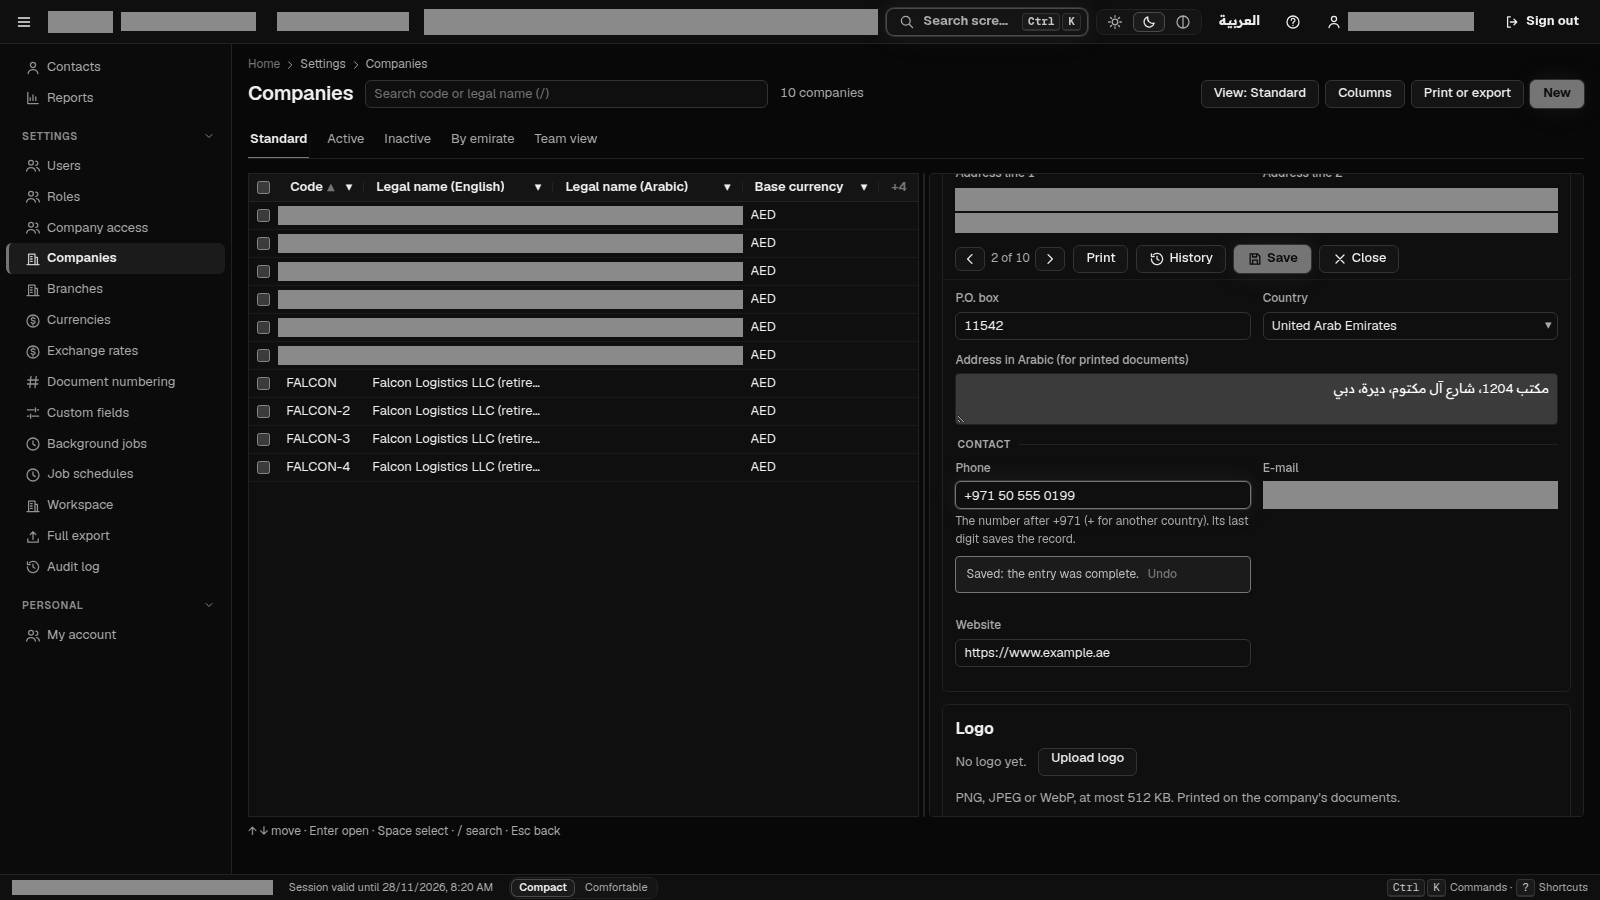 Search scre... Ctrl K العربية Sign out
Contacts
Reports
SETTINGS
Users
Roles
Company access
Companies
Branches
Currencies
Exchange rates
Document numbering
Custom fields
Background jobs
Job schedules
Workspace
Full export
Audit log
PERSONAL
My account
Home > Settings > Companies
Companies Search code or legal name (/) 10 companies View: Standard Columns Print or export New
Standard Active Inactive By emirate Team view
Code ▲ ▼ Legal name (English) ▼ Legal name (Arabic) ▼ Base currency ▼ +4
AED
AED
AED
AED
AED
AED
FALCON Falcon Logistics LLC (retire... AED
FALCON-2 Falcon Logistics LLC (retire... AED
FALCON-3 Falcon Logistics LLC (retire... AED
FALCON-4 Falcon Logistics LLC (retire... AED
Address line 1 Address line 2
2 of 10 Print History Save Close
P.O. box Country
11542 United Arab Emirates
Address in Arabic (for printed documents)
مكتب 1204، شارع آل مكتوم، ديرة، دبي
CONTACT
Phone E-mail
+971 50 555 0199
The number after +971 (+ for another country). Its last
digit saves the record.
Saved: the entry was complete. Undo
Website
https://www.example.ae
Logo
No logo yet. Upload logo
PNG, JPEG or WebP, at most 512 KB. Printed on the company's documents.
↑↓ move · Enter open · Space select · / search · Esc back
Session valid until 28/11/2026, 8:20 AM Compact Comfortable Ctrl K Commands · ? Shortcuts